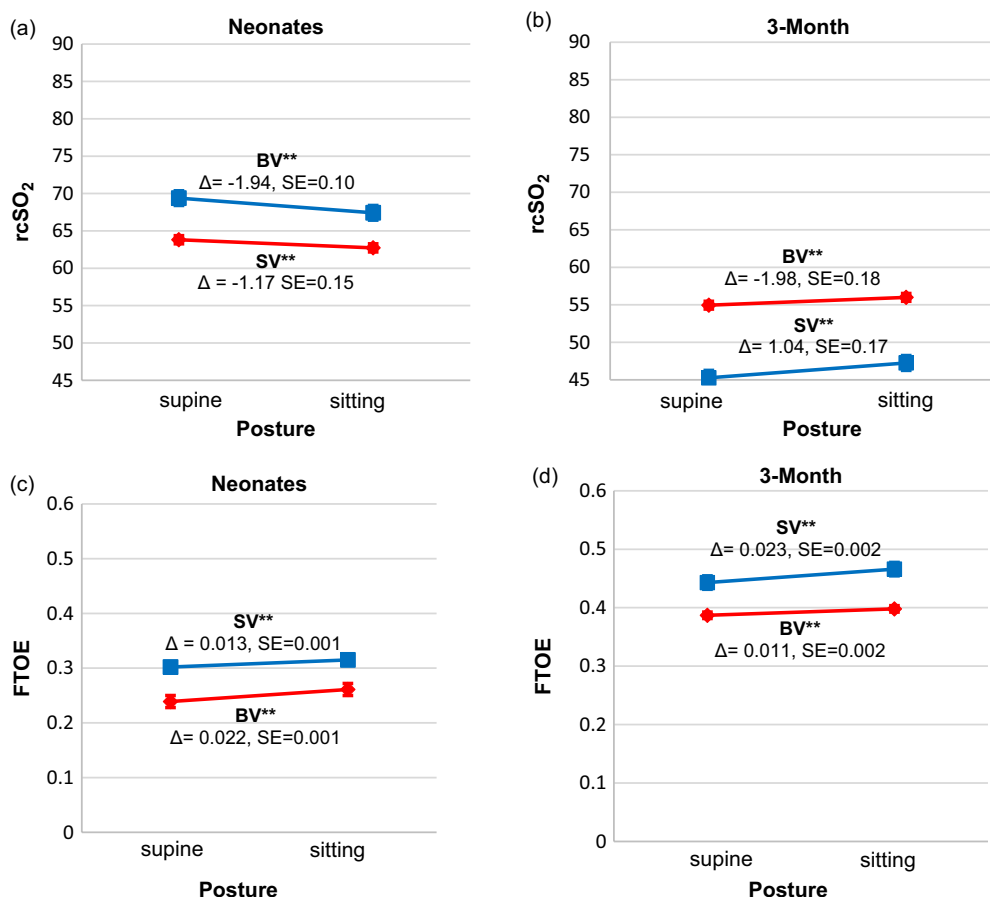 (a)
Neonates
90
85
80
75
70
65
60
55
50
45
rcSO2
BV**
Δ= -1.94, SE=0.10
SV**
Δ = -1.17 SE=0.15
supine sitting
Posture
(b)
3-Month
90
85
80
75
70
65
60
55
50
45
rcSO2
BV**
Δ= -1.98, SE=0.18
SV**
Δ= 1.04, SE=0.17
supine sitting
Posture
(c)
Neonates
0.6
0.5
0.4
0.3
0.2
0.1
0
FTOE
SV**
Δ = 0.013, SE=0.001
BV**
Δ= 0.022, SE=0.001
supine sitting
Posture
(d)
3-Month
0.6
0.5
0.4
0.3
0.2
0.1
0
FTOE
SV**
Δ= 0.023, SE=0.002
BV**
Δ= 0.011, SE=0.002
supine sitting
Posture